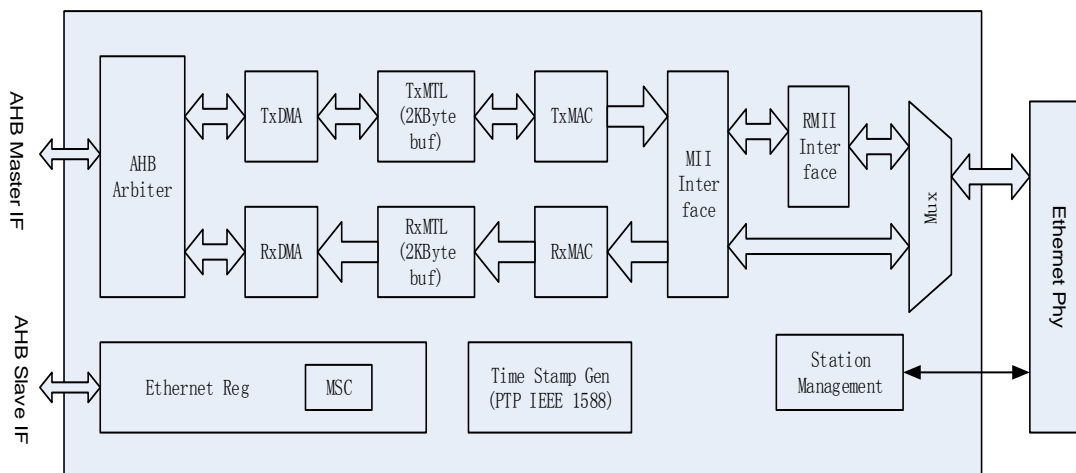 AHB Master IF
AHB
Arbiter
TxDMA
TxMTL
(2KByte
buf)
TxMAC
MII
Inter
face
RMII
Inter
face
Mux
Ethernet Phy
RxDMA
RxMTL
(2KByte
buf)
RxMAC
AHB Slave IF
Ethernet Reg
MSC
Time Stamp Gen
(PTP IEEE 1588)
Station
Management